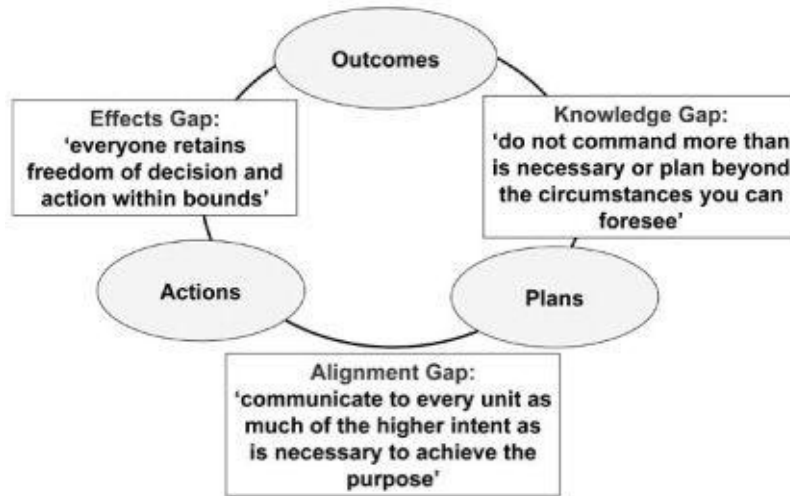 Outcomes
Effects Gap:
‘everyone retains
freedom of decision and
action within bounds’
Knowledge Gap:
‘do not command more than
is necessary or plan beyond
the circumstances you can
foresee’
Actions
Plans
Alignment Gap:
‘communicate to every unit as
much of the higher intent as
is necessary to achieve the
purpose’